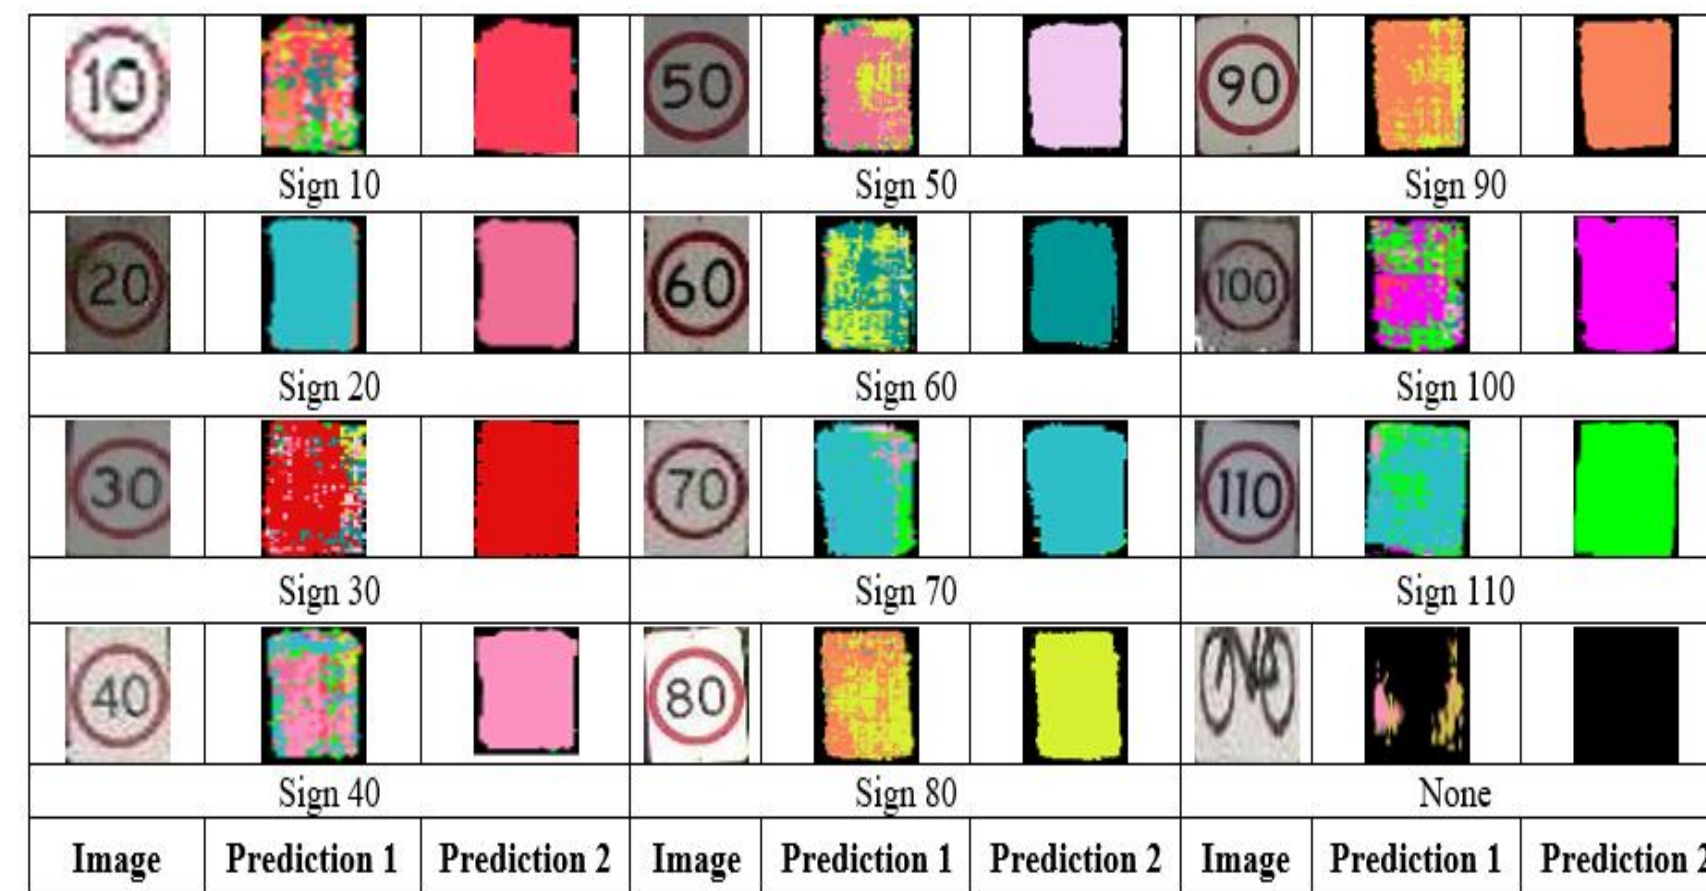 10 50 90
Sign 10 Sign 50 Sign 90
20 60 100
Sign 20 Sign 60 Sign 100
30 70 110
Sign 30 Sign 70 Sign 110
40 80
Sign 40 Sign 80 None
Image Prediction 1 Prediction 2 Image Prediction 1 Prediction 2 Image Prediction 1 Prediction 2